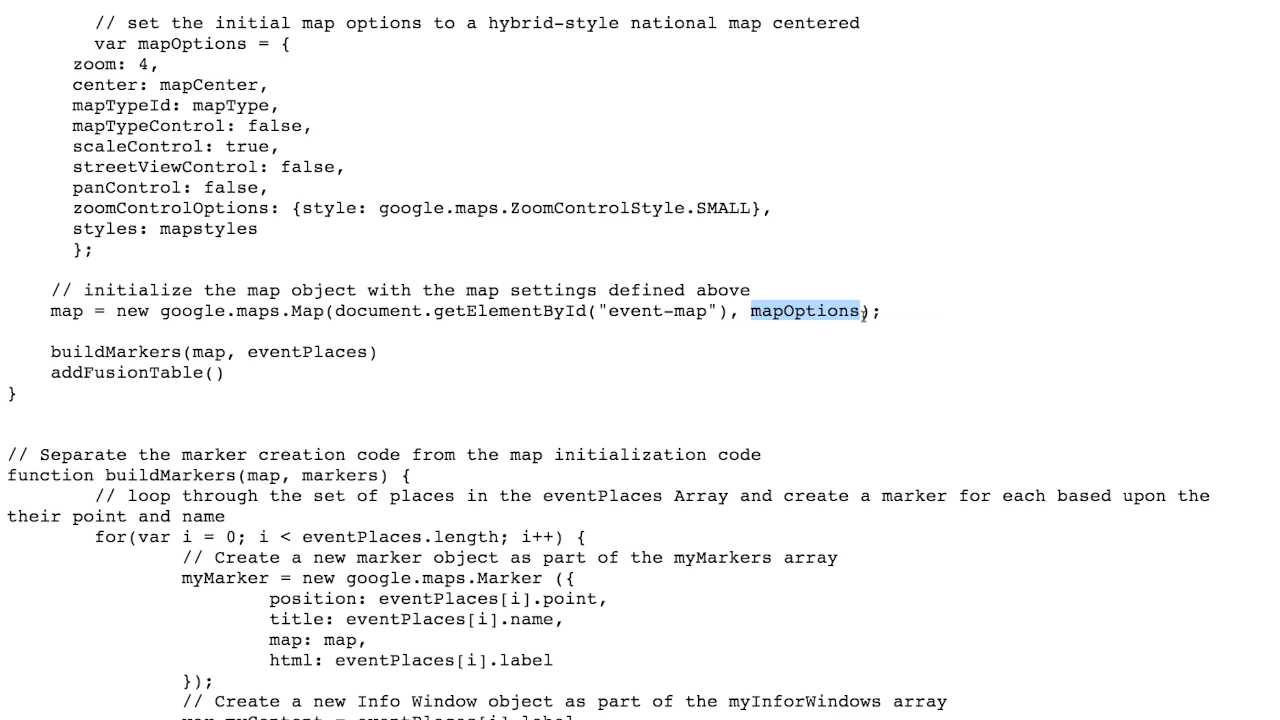 // set the initial map options to a hybrid-style national map centered
var mapOptions = {
zoom: 4,
center: mapCenter,
mapTypeId: mapType,
mapTypeControl: false,
scaleControl: true,
streetViewControl: false,
panControl: false,
zoomControlOptions: {style: google.maps.ZoomControlStyle.SMALL},
styles: mapstyles
};
// initialize the map object with the map settings defined above
map = new google.maps.Map(document.getElementById("event-map"), mapOptions);
buildMarkers(map, eventPlaces)
addFusionTable()
}
// Separate the marker creation code from the map initialization code
function buildMarkers(map, markers) {
// loop through the set of places in the eventPlaces Array and create a marker for each based upon the
their point and name
for(var i = 0; i < eventPlaces.length; i++) {
// Create a new marker object as part of the myMarkers array
myMarker = new google.maps.Marker ({
position: eventPlaces[i].point,
title: eventPlaces[i].name,
map: map,
html: eventPlaces[i].label
});
// Create a new Info Window object as part of the myInforWindows array
var myContent = eventPlaces[i].label